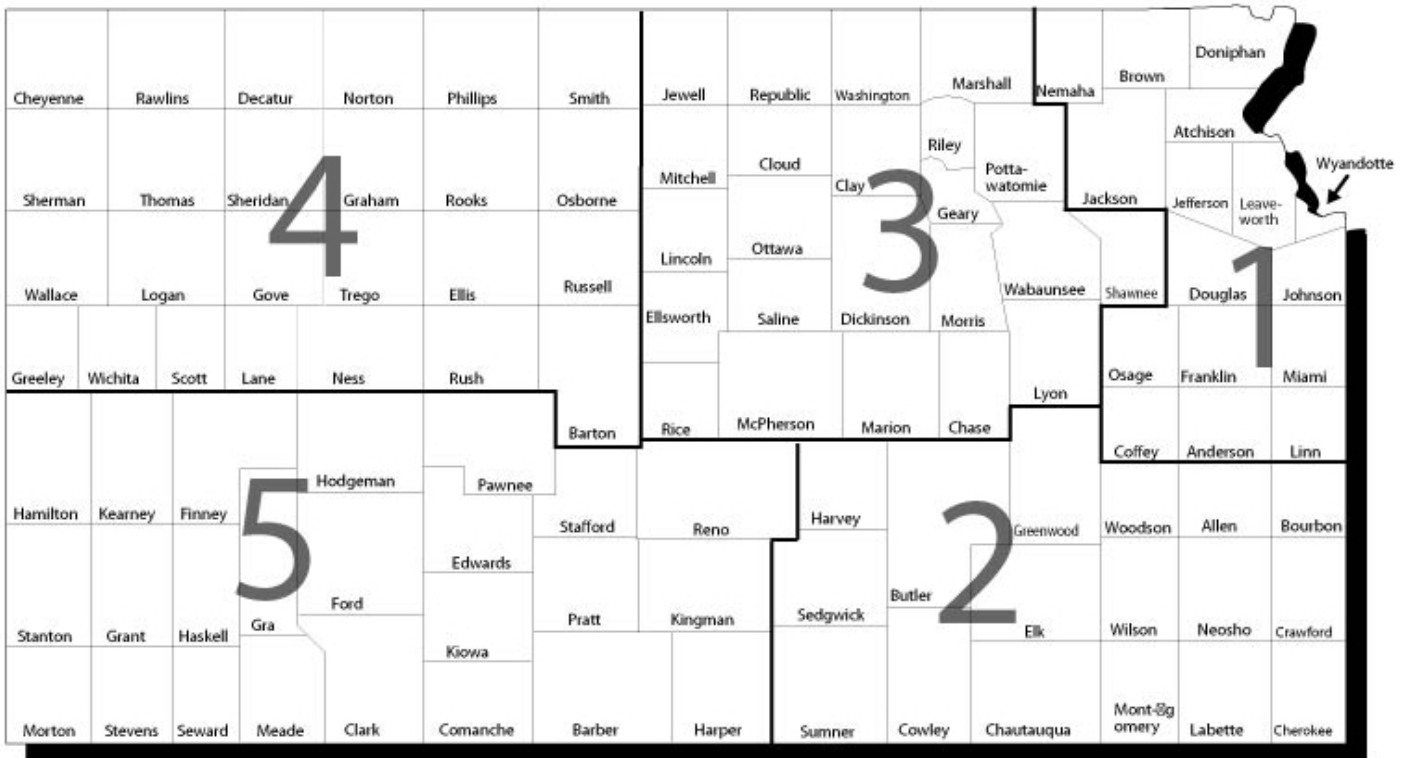 Doniphan
Brown
Cheyenne
Rawlins
Decatur
Norton
Phillips
Smith
Jewell
Republic
Washington
Marshall
Nemaha
Atchison
Riley
Wyandotte
Cloud
Potta-
watomie
Mitchell
Clay
Sherman
Thomas
Sheridan
Graham
Rooks
Osborne
Jackson
Jefferson
Leave-
worth
Geary
4
3
Ottawa
Lincoln
Wallace
Logan
Gove
Trego
Ellis
Russell
Wabaunsee
Shawnee
Douglas
Johnson
1
Ellsworth
Saline
Dickinson
Morris
Greeley
Wichita
Scott
Lane
Ness
Rush
Osage
Franklin
Miami
Lyon
Barton
Rice
McPherson
Marion
Chase
Coffey
Anderson
Linn
Hodgeman
Pawnee
Hamilton
Kearney
Finney
Stafford
Reno
Harvey
Greenwood
Woodson
Allen
Bourbon
5
2
Edwards
Ford
Butler
Gra
Stanton
Grant
Haskell
Pratt
Kingman
Sedgwick
Elk
Wilson
Neosho
Crawford
Kiowa
Mont-g
omery
Morton
Stevens
Seward
Meade
Clark
Comanche
Barber
Harper
Sumner
Cowley
Chautauqua
Labette
Cherokee